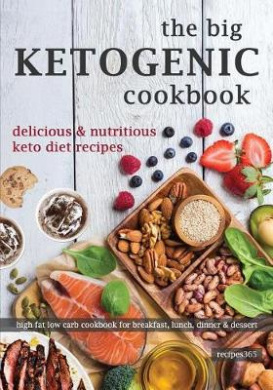 the big
KETOGENIC
cookbook
delicious & nutritious
keto diet recipes
high fat low carb cookbook for breakfast, lunch, dinner & dessert
recipes365